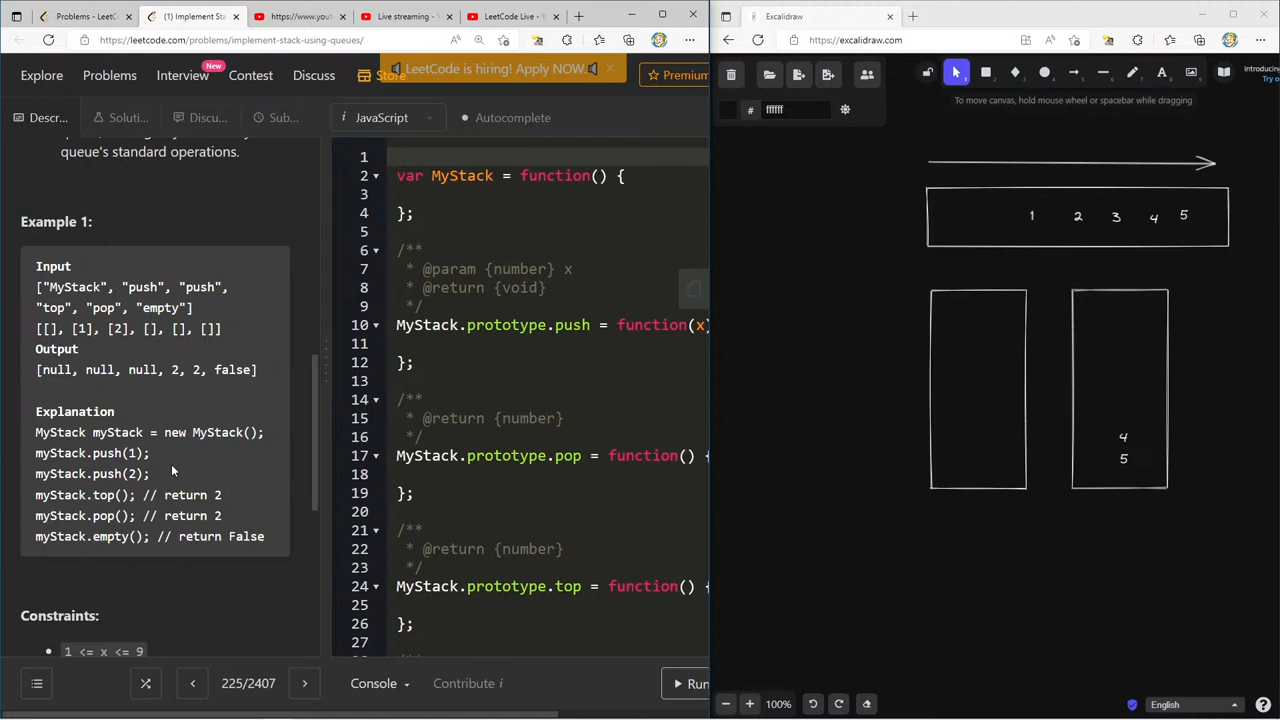 Problems - LeetC
(1) Implement Sta
https://www.yout
Live streaming - Y
LeetCode Live - Y
https://leetcode.com/problems/implement-stack-using-queues/
Explore
Problems
Interview
New
Contest
Discuss
Store
LeetCode is hiring! Apply NOW.
Premium
Descr...
Soluti...
Discu...
Sub...
i
JavaScript
Autocomplete
queue's standard operations.
Example 1:
Input
["MyStack", "push", "push",
"top", "pop", "empty"]
[[], [1], [2], [], [], []]
Output
[null, null, null, 2, 2, false]
Explanation
MyStack myStack = new MyStack();
myStack.push(1);
myStack.push(2);
myStack.top(); // return 2
myStack.pop(); // return 2
myStack.empty(); // return False
Constraints:
1 <= x <= 9
1
2 var MyStack = function() {
3
4 };
5
6 /**
7 * @param {number} x
8 * @return {void}
9 */
10 MyStack.prototype.push = function(x)
11
12 };
13
14 /**
15 * @return {number}
16 */
17 MyStack.prototype.pop = function() {
18
19 };
20
21 /**
22 * @return {number}
23 */
24 MyStack.prototype.top = function() {
25
26 };
27
225/2407
Console
Contribute i
Run
Excalidraw
https://excalidraw.com
Introducing
Try o
# ffffff
To move canvas, hold mouse wheel or spacebar while dragging
1 2 3 4 5
4
5
100%
English